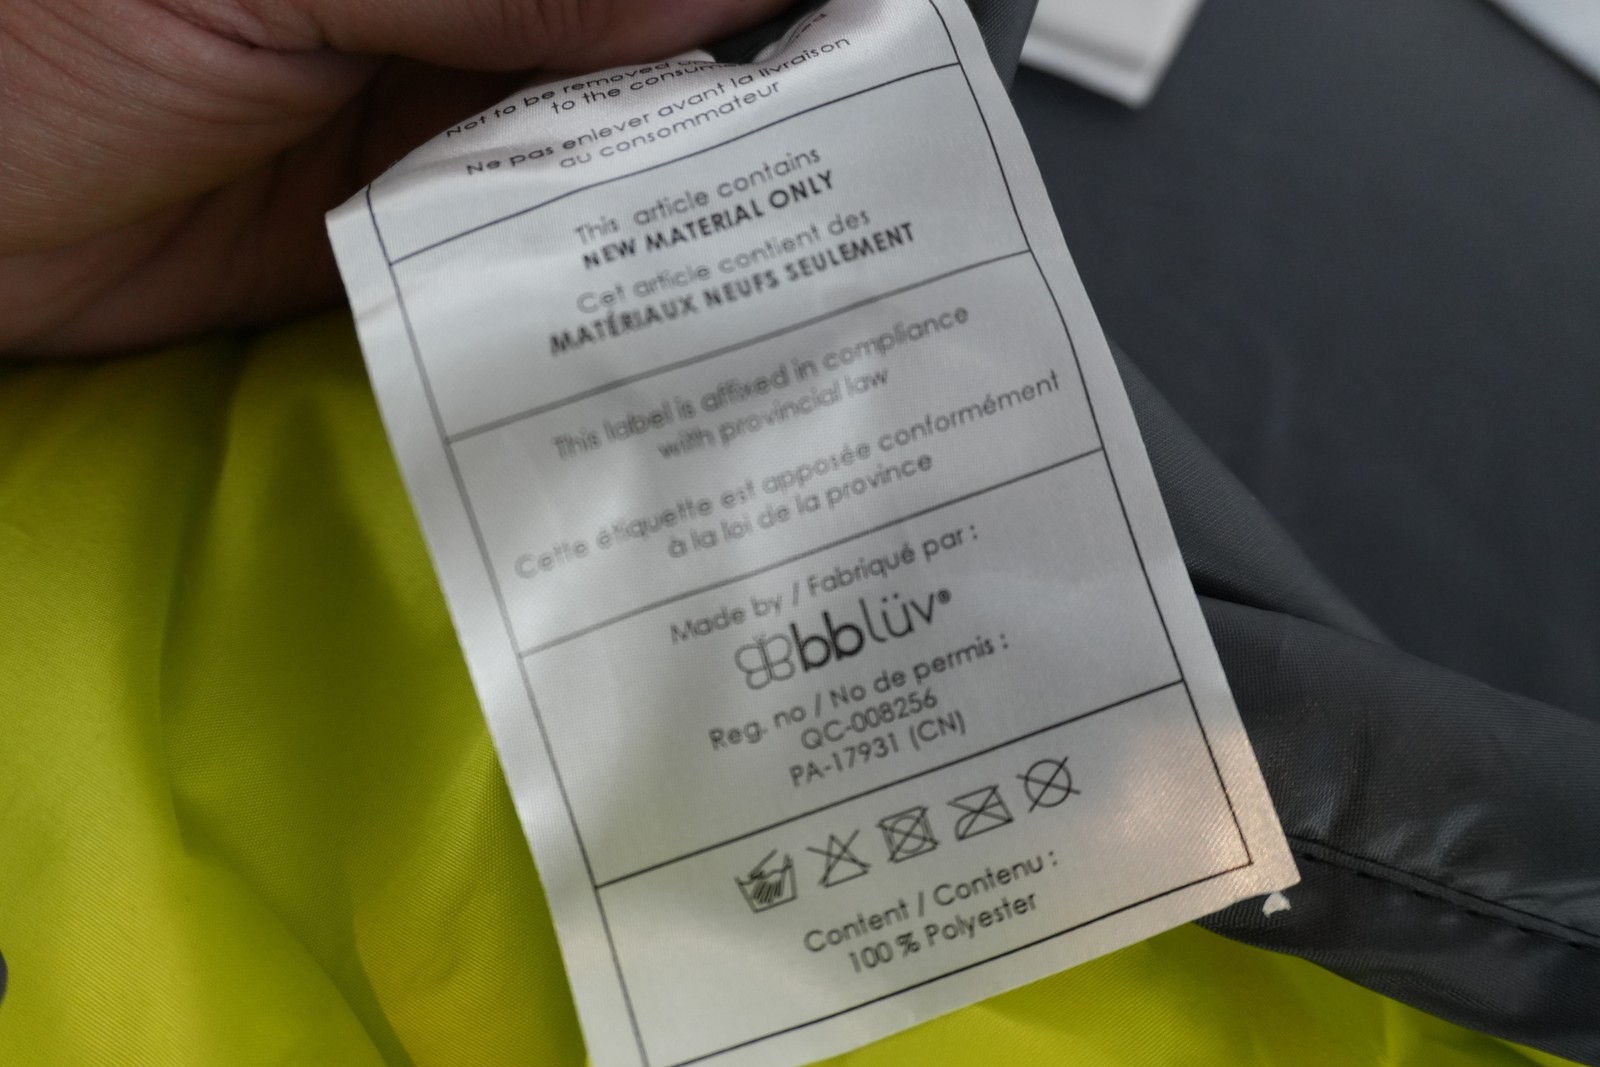 Not to be removed
to the consum
Ne pas enlever avant la livraison
au consommateur
This article contains
NEW MATERIAL ONLY
Cet article contient des
MATÉRIAUX NEUFS SEULEMENT
This label is affixed in compliance
with provincial law
Cette étiquette est apposée conformément
à la loi de la province
Made by / Fabriqué par :
bblüv®
Reg. no / No de permis :
QC-008256
PA-17931 (CN)
Content / Contenu :
100 % Polyester